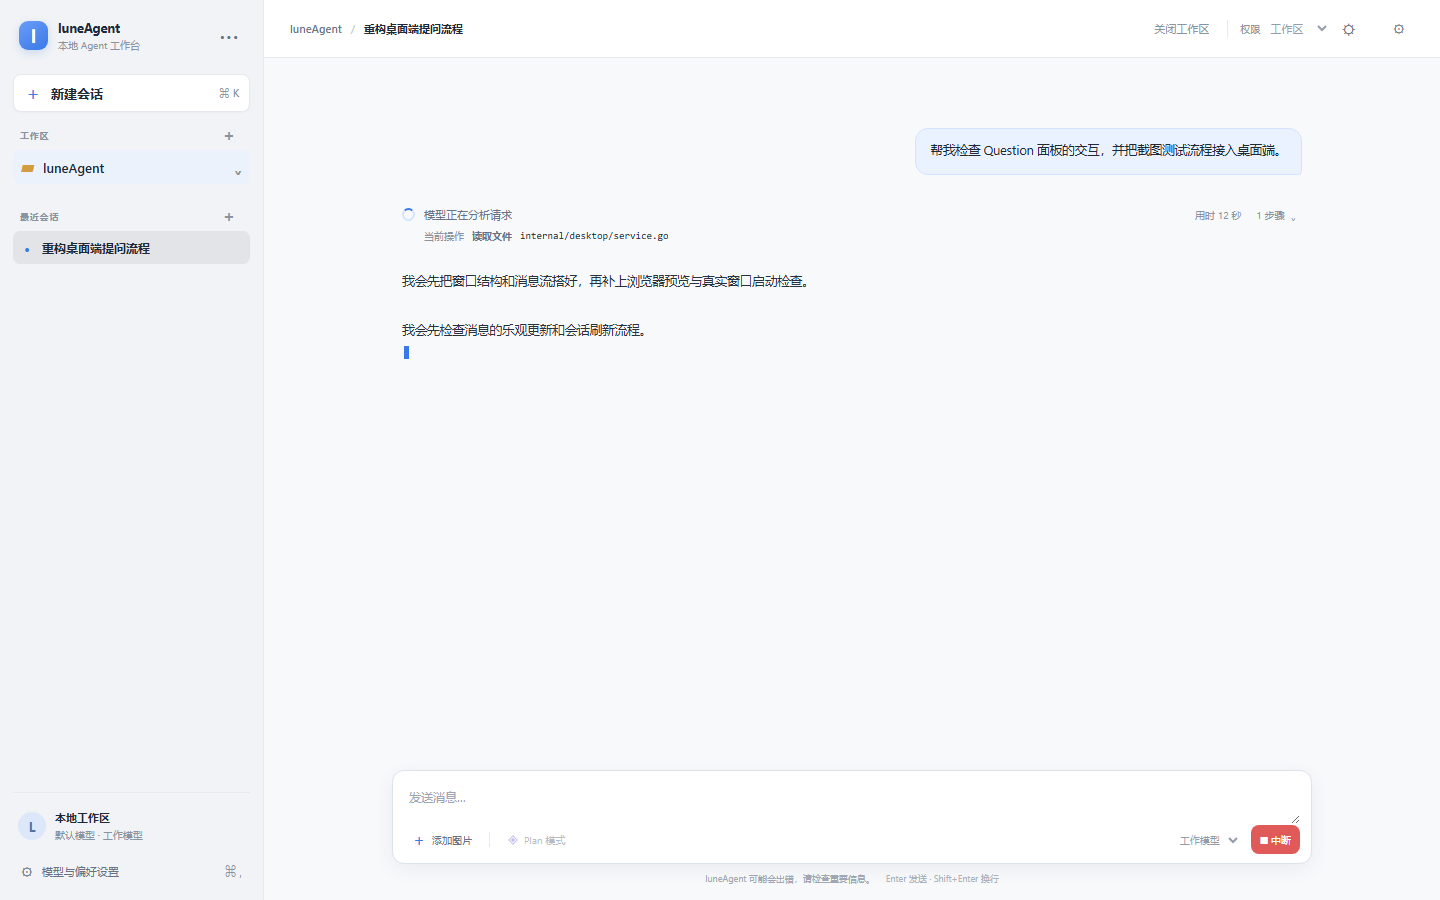 luneAgent
本地 Agent 工作台
+ 新建会话 ⌘ K
工作区 +
luneAgent
最近会话 +
重构桌面端提问流程
L
本地工作区
默认模型 · 工作模型
模型与偏好设置 ⌘ ,
luneAgent / 重构桌面端提问流程
关闭工作区 权限 工作区
帮我检查 Question 面板的交互，并把截图测试流程接入桌面端。
模型正在分析请求 用时 12 秒 1 步骤
当前操作 读取文件 internal/desktop/service.go
我会先把窗口结构和消息流搭好，再补上浏览器预览与真实窗口启动检查。
我会先检查消息的乐观更新和会话刷新流程。
发送消息...
+ 添加图片 Plan 模式 工作模型 中断
luneAgent 可能会出错，请检查重要信息。 Enter 发送 · Shift+Enter 换行